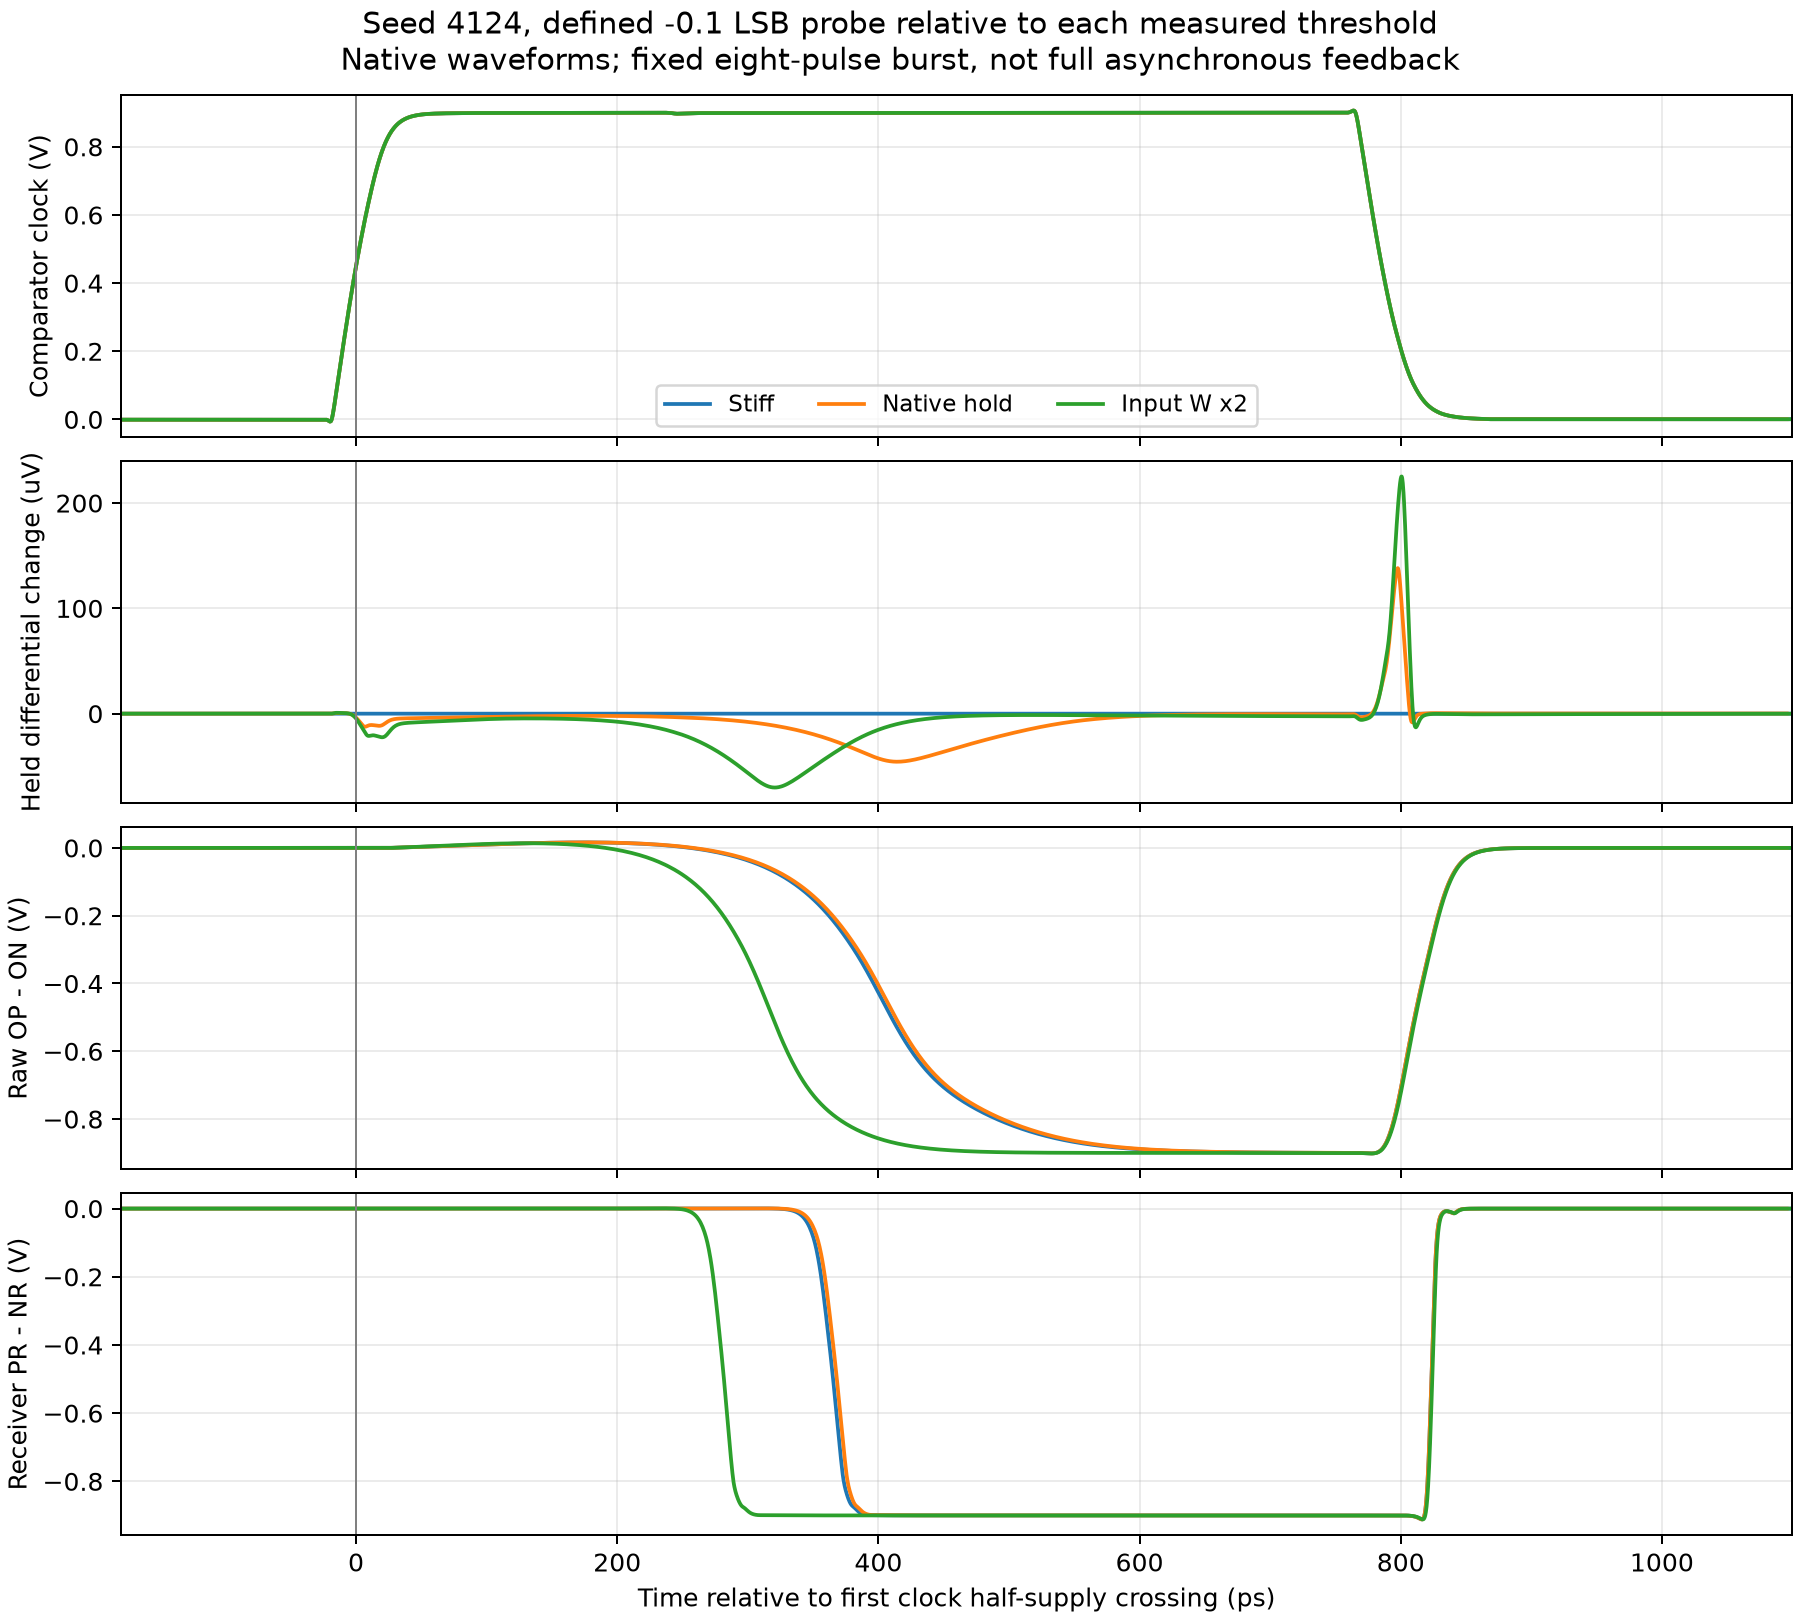 Seed 4124, defined -0.1 LSB probe relative to each measured threshold
Native waveforms; fixed eight-pulse burst, not full asynchronous feedback
Comparator clock (V)
0.8
0.6
0.4
0.2
0.0
Stiff
Native hold
Input W x2
Held differential change (uV)
200
100
0
Raw OP - ON (V)
0.0
−0.2
−0.4
−0.6
−0.8
Receiver PR - NR (V)
0.0
−0.2
−0.4
−0.6
−0.8
0
200
400
600
800
1000
Time relative to first clock half-supply crossing (ps)